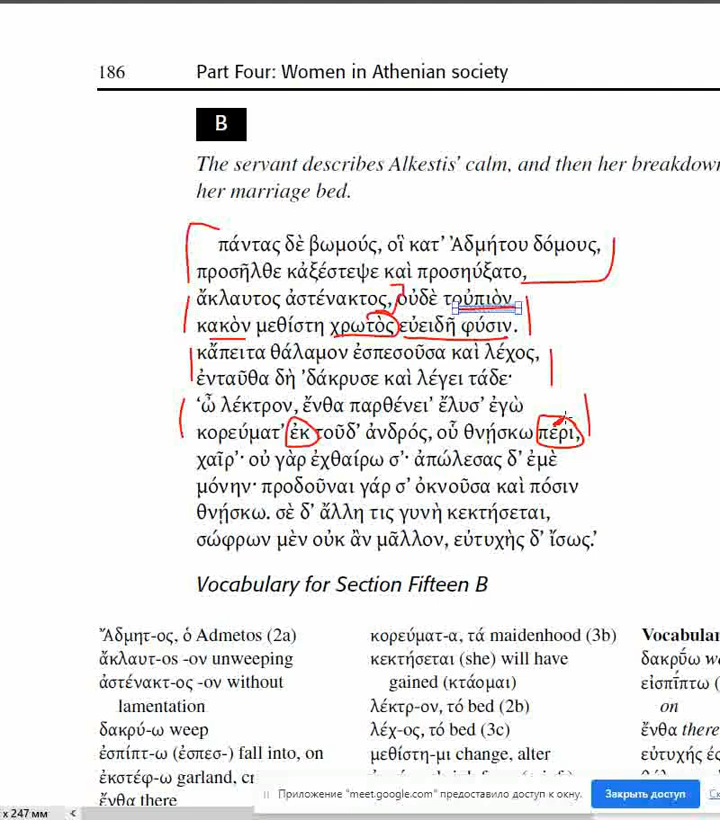 186 Part Four: Women in Athenian society
B
The servant describes Alkestis' calm, and then her breakdow
her marriage bed.
πάντας δὲ βωμούς, οἳ κατ' Ἀδμήτου δόμους,
προσῆλθε κἀξέστεψε καὶ προσηύξατο,
ἄκλαυτος ἀστένακτος, οὐδὲ τοὐπιὸν
κακὸν μεθίστη χρωτὸς εὐειδῆ φύσιν.
κἄπειτα θάλαμον ἐσπεσοῦσα καὶ λέχος,
ἐνταῦθα δὴ 'δάκρυσε καὶ λέγει τάδε·
'ὦ λέκτρον, ἔνθα παρθένει' ἔλυσ' ἐγὼ
κορεύματ' ἐκ τοῦδ' ἀνδρός, οὗ θνῄσκω πέρι,
χαῖρ'· οὐ γὰρ ἐχθαίρω σ'· ἀπώλεσας δ' ἐμὲ
μόνην· προδοῦναι γάρ σ' ὀκνοῦσα καὶ πόσιν
θνῄσκω. σὲ δ' ἄλλη τις γυνὴ κεκτήσεται,
σώφρων μὲν οὐκ ἂν μᾶλλον, εὐτυχὴς δ' ἴσως.'
Vocabulary for Section Fifteen B
Ἄδμητ-ος, ὁ Admetos (2a)
ἄκλαυτ-os -ον unweeping
ἀστένακτ-ος -ον without
lamentation
δακρύ-ω weep
ἐσπίπτ-ω (ἐσπεσ-) fall into, on
ἐκστέφ-ω garland, cr
ἔνθα there
κορεύματ-α, τά maidenhood (3b)
κεκτήσεται (she) will have
gained (κτάομαι)
λέκτρ-ον, τό bed (2b)
λέχ-ος, τό bed (3c)
μεθίστη-μι change, alter
Vocabular
δακρύω w
εἰσπίπτω (
on
ἔνθα there
εὐτυχής ές
Приложение "meet.google.com" предоставило доступ к окну.
Закрыть доступ
x 247 мм